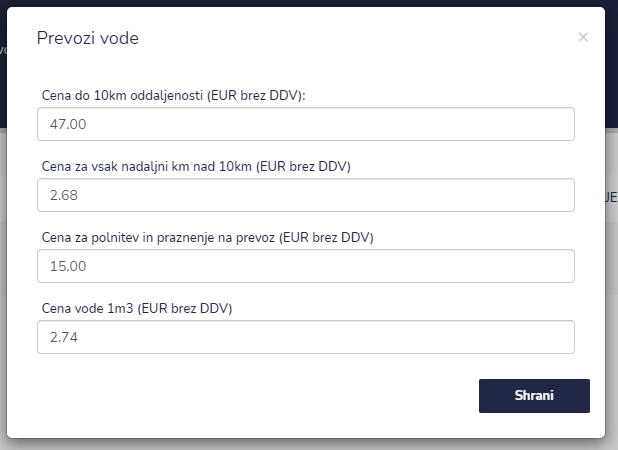 Prevozi vode
×
Cena do 10km oddaljenosti (EUR brez DDV):
47.00
Cena za vsak nadaljni km nad 10km (EUR brez DDV)
2.68
JE
Cena za polnitev in praznenje na prevoz (EUR brez DDV)
15.00
Cena vode 1m3 (EUR brez DDV)
2.74
Shrani